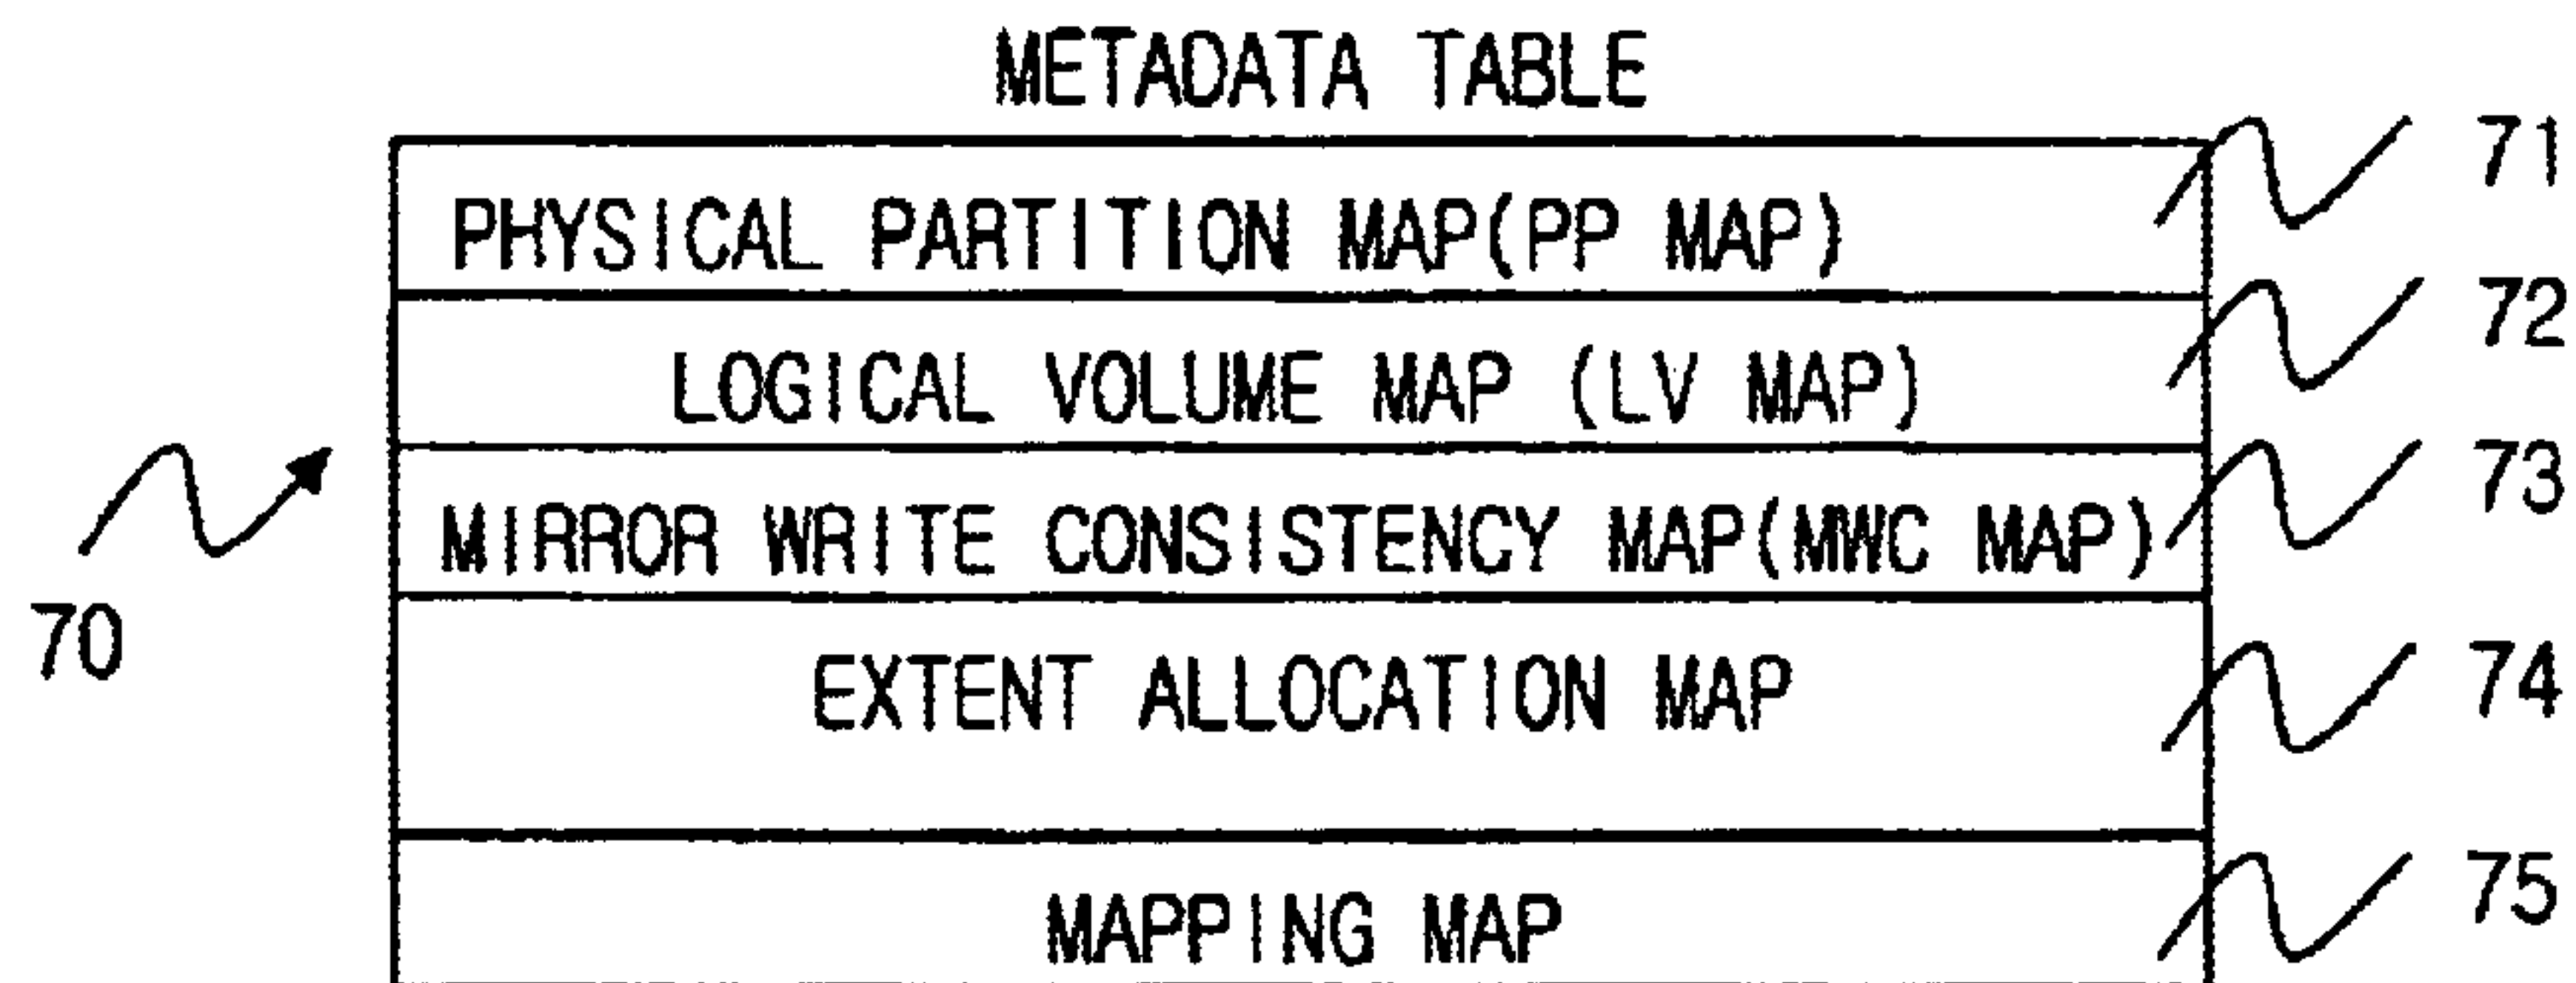 METADATA TABLE
PHYSICAL PARTITION MAP(PP MAP) 71
LOGICAL VOLUME MAP (LV MAP) 72
MIRROR WRITE CONSISTENCY MAP(MWC MAP) 73
70
EXTENT ALLOCATION MAP 74
MAPPING MAP 75